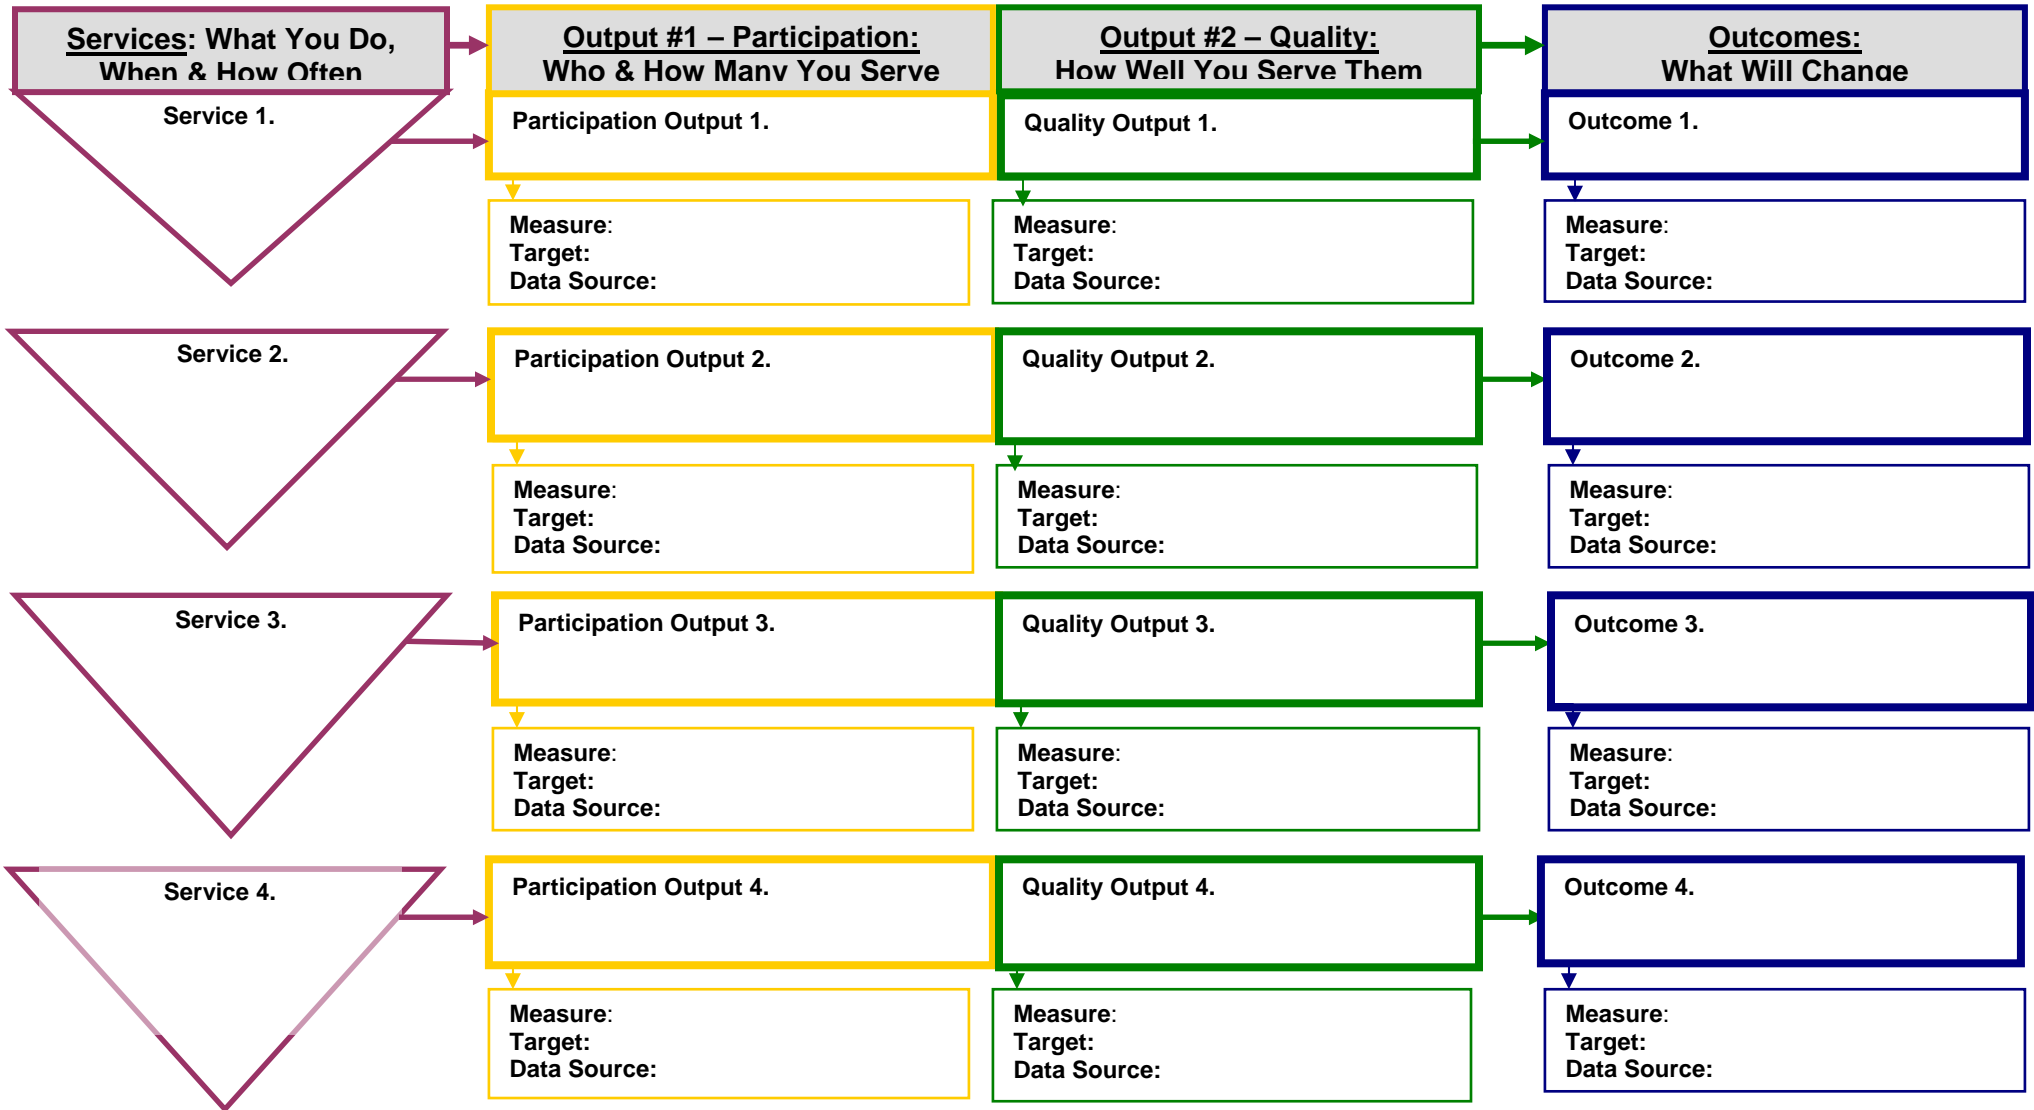 Services: What You Do,
When & How Often
Output #1 – Participation:
Who & How Many You Serve
Output #2 – Quality:
How Well You Serve Them
Outcomes:
What Will Change
Service 1.
Participation Output 1.
Quality Output 1.
Outcome 1.
Measure:
Target:
Data Source:
Measure:
Target:
Data Source:
Measure:
Target:
Data Source:
Service 2.
Participation Output 2.
Quality Output 2.
Outcome 2.
Measure:
Target:
Data Source:
Measure:
Target:
Data Source:
Measure:
Target:
Data Source:
Service 3.
Participation Output 3.
Quality Output 3.
Outcome 3.
Measure:
Target:
Data Source:
Measure:
Target:
Data Source:
Measure:
Target:
Data Source:
Service 4.
Participation Output 4.
Quality Output 4.
Outcome 4.
Measure:
Target:
Data Source:
Measure:
Target:
Data Source:
Measure:
Target:
Data Source: